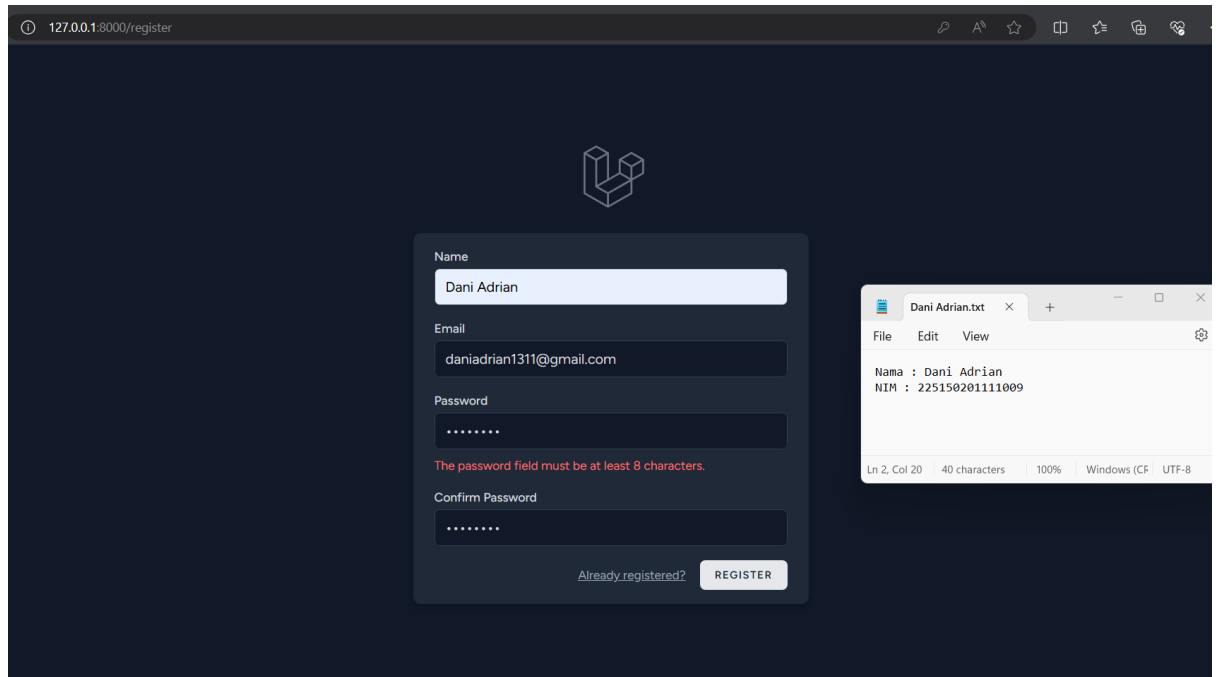 127.0.0.1:8000/register
Name
Dani Adrian
Email
daniadrian1311@gmail.com
Password
••••••••
The password field must be at least 8 characters.
Confirm Password
••••••••
Already registered? REGISTER
Dani Adrian.txt
File Edit View
Nama : Dani Adrian
NIM : 225150201111009
Ln 2, Col 20 40 characters 100% Windows (CF UTF-8